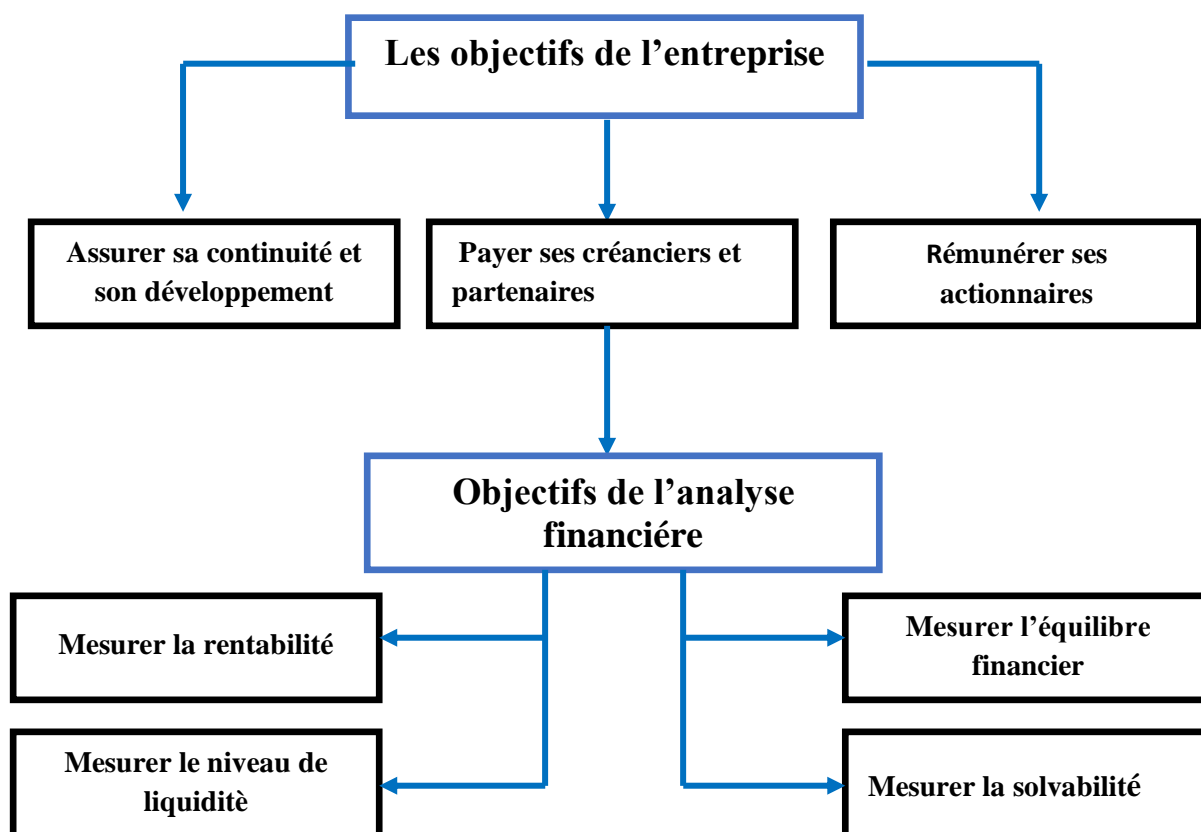 Les objectifs de l’entreprise
Assurer sa continuité et
son développement
Payer ses créanciers et
partenaires
Rémunérer ses
actionnaires
Objectifs de l’analyse
financiére
Mesurer la rentabilité
Mesurer l’équilibre
financier
Mesurer le niveau de
liquiditè
Mesurer la solvabilité